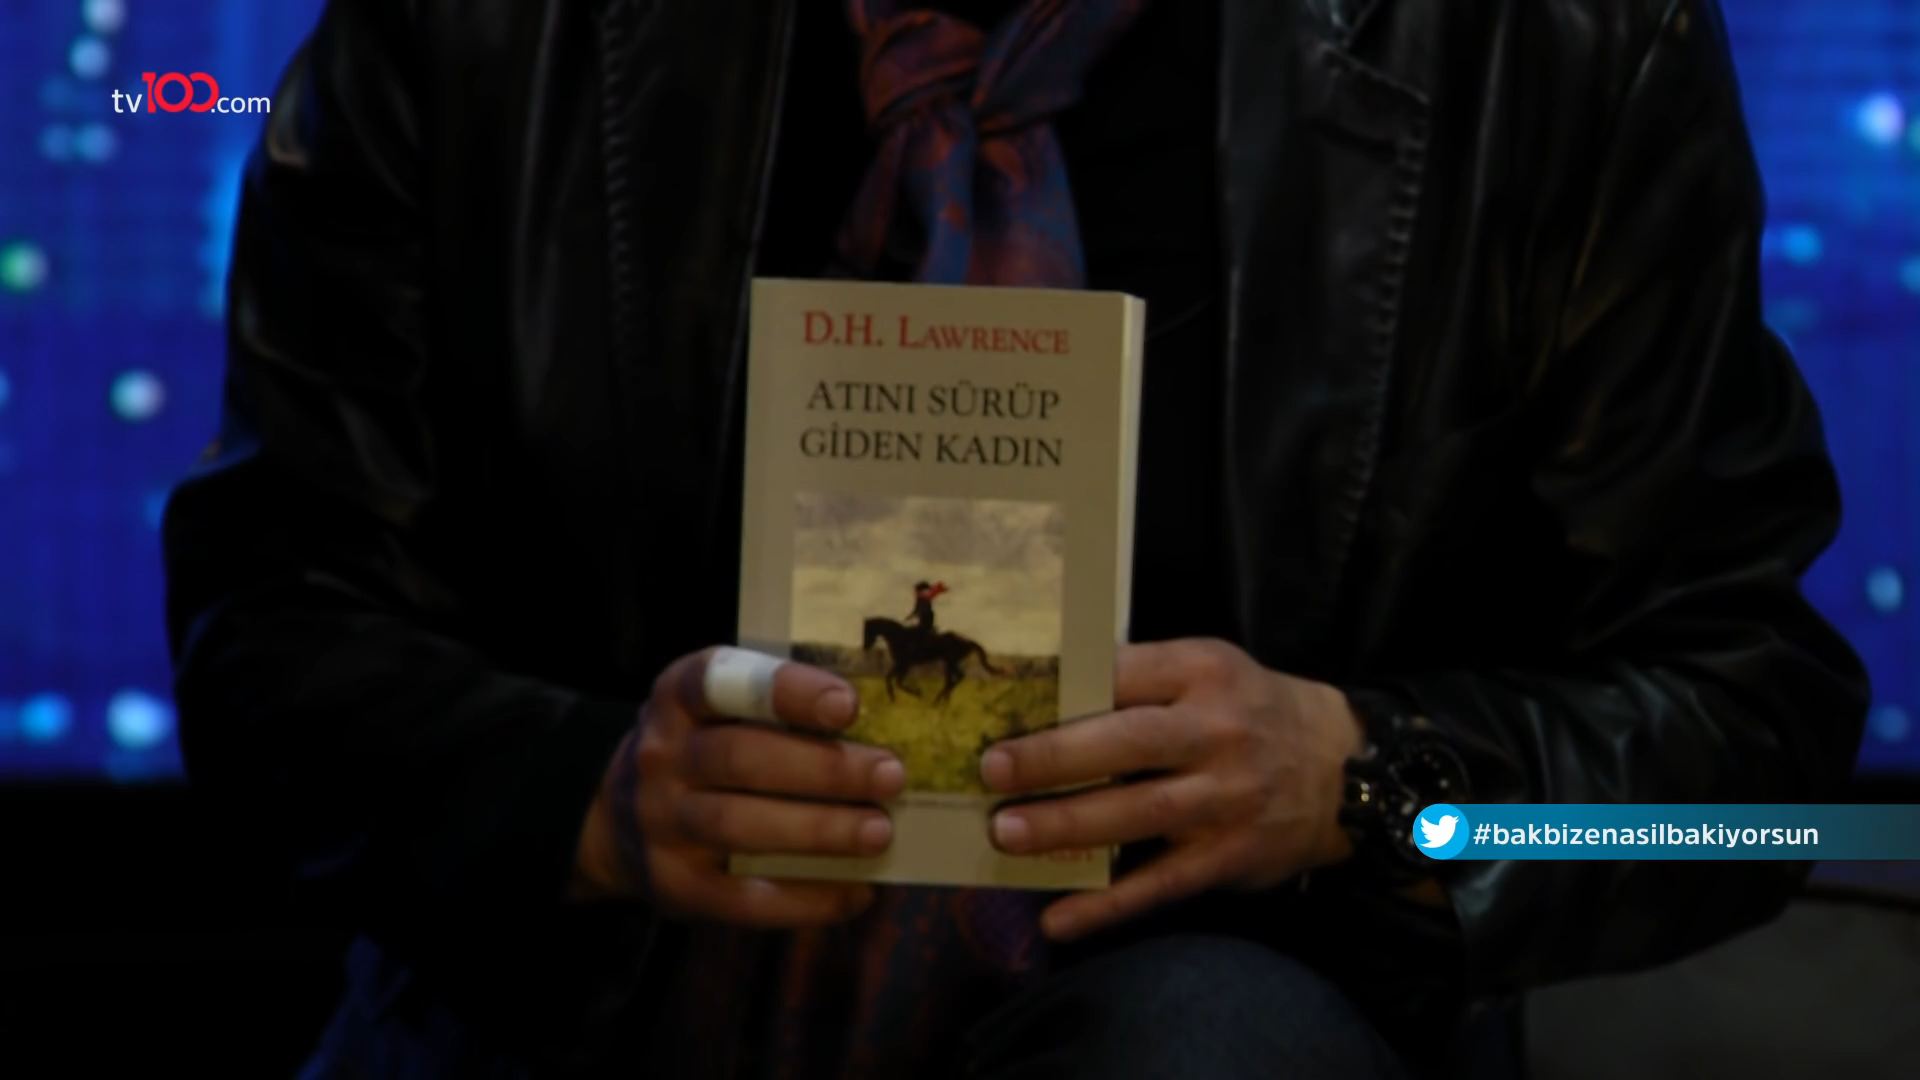 tv100.com
D.H. LAWRENCE
ATINI SÜRÜP
GİDEN KADIN
#bakbizenasilbakiyorsun